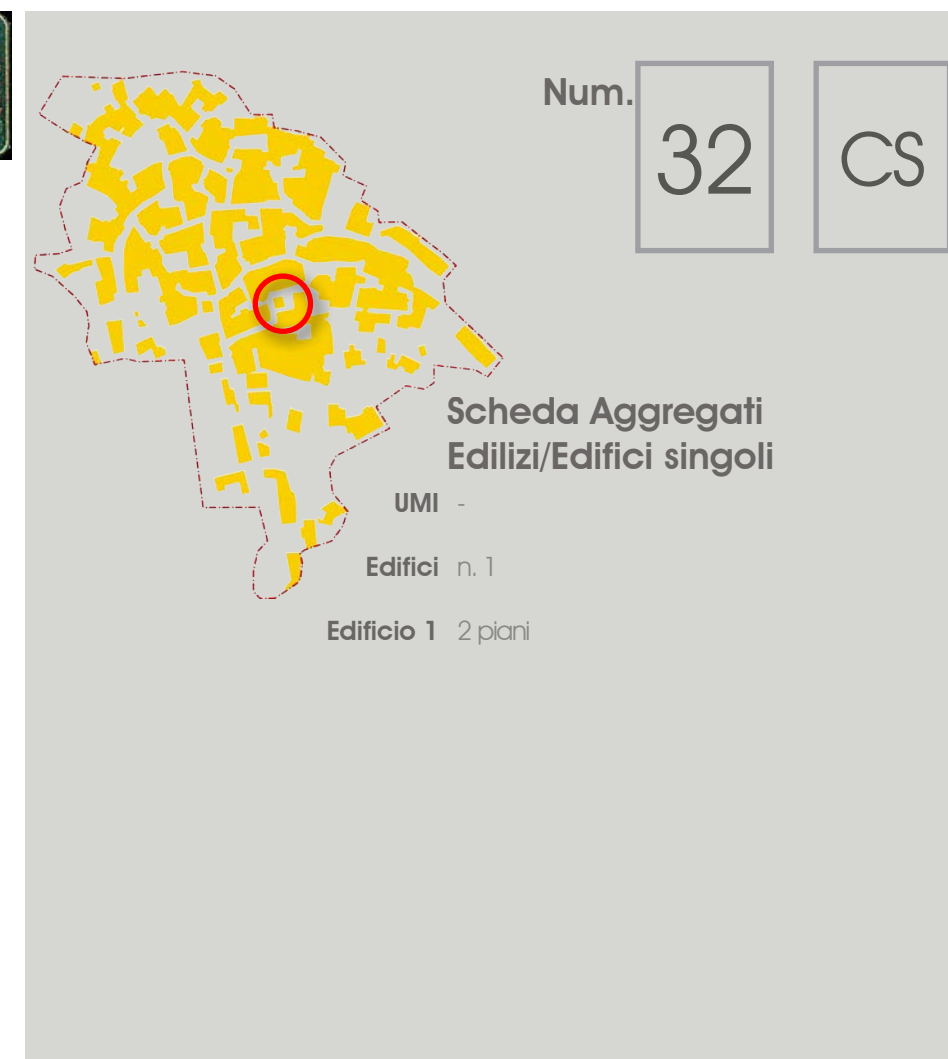 Num.
32
CS
Scheda Aggregati
Edilizi/Edifici singoli
UMI -
Edifici n. 1
Edificio 1 2 piani